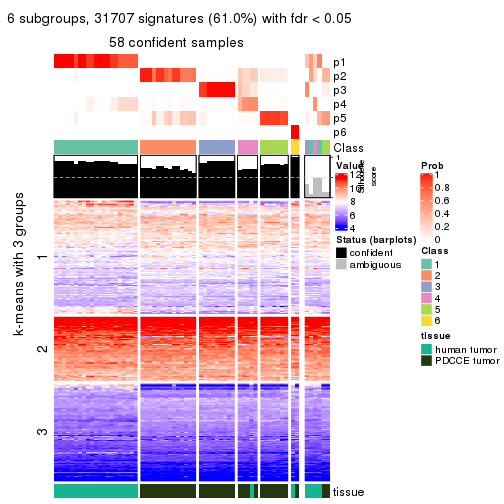 6 subgroups, 31707 signatures (61.0%) with fdr < 0.05
58 confident samples
p1
p2
p3
p4
p5
p6
Class
1
Value
12
10
8
6
4
Silhouette
score
Prob
1
0.8
0.6
0.4
0.2
0
Status (barplots)
confident
ambiguous
Class
1
2
3
4
5
6
tissue
human tumor
PDCCE tumor
k-means with 3 groups
1
2
3
tissue